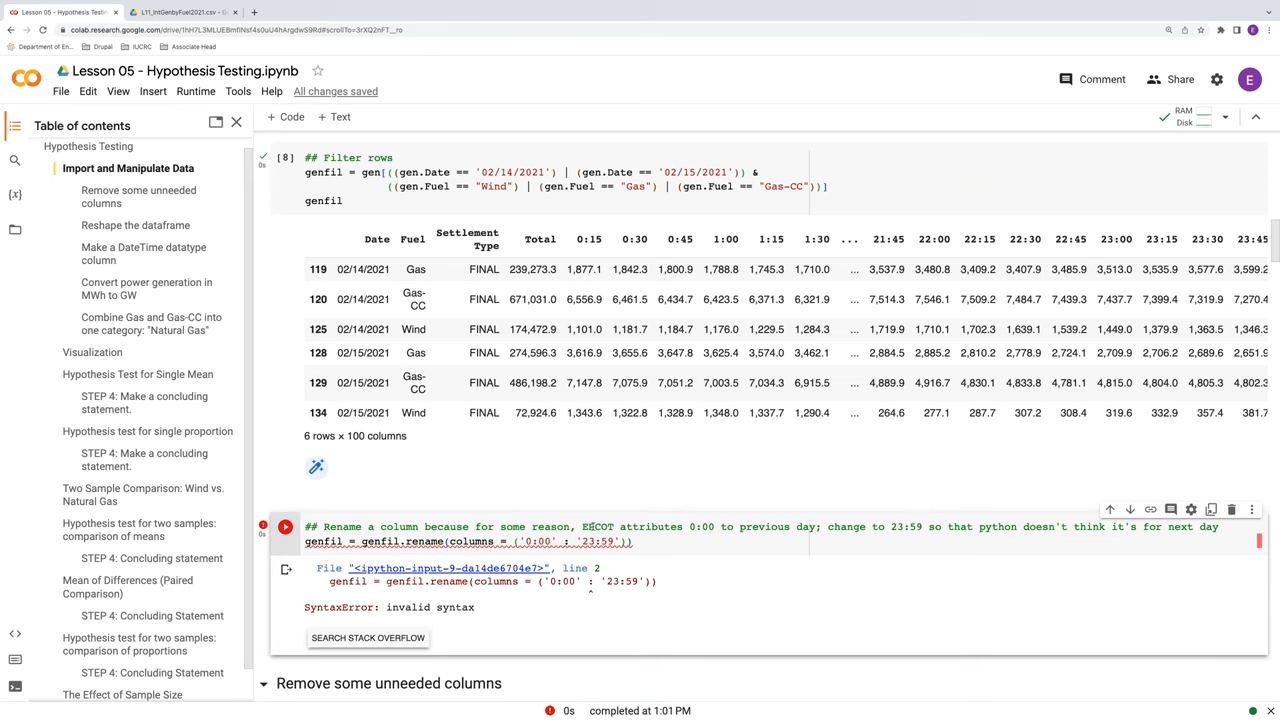 Lesson 05 - Hypothesis Testin
L11_IntGenbyFuel2021.csv - G
colab.research.google.com/drive/1hH7L3MLUEBmfINsf4s0uU4hArgdwS9Rd#scrollTo=3rXQ2nFT__ro
Department of En...
Drupal
IUCRC
Associate Head
Lesson 05 - Hypothesis Testing.ipynb
File Edit View Insert Runtime Tools Help All changes saved
Comment
Share
E
+ Code + Text
RAM
Disk
Table of contents
Hypothesis Testing
Import and Manipulate Data
Remove some unneeded
columns
Reshape the dataframe
Make a DateTime datatype
column
Convert power generation in
MWh to GW
Combine Gas and Gas-CC into
one category: "Natural Gas"
Visualization
Hypothesis Test for Single Mean
STEP 4: Make a concluding
statement.
Hypothesis test for single proportion
STEP 4: Make a concluding
statement.
Two Sample Comparison: Wind vs.
Natural Gas
Hypothesis test for two samples:
comparison of means
STEP 4: Concluding statement
Mean of Differences (Paired
Comparison)
STEP 4: Concluding Statement
Hypothesis test for two samples:
comparison of proportions
STEP 4: Concluding Statement
The Effect of Sample Size
0s
[8] ## Filter rows
genfil = gen[((gen.Date == '02/14/2021') | (gen.Date == '02/15/2021')) &
((gen.Fuel == "Wind") | (gen.Fuel == "Gas") | (gen.Fuel == "Gas-CC"))]
genfil
Date Fuel Settlement Type Total 0:15 0:30 0:45 1:00 1:15 1:30 ... 21:45 22:00 22:15 22:30 22:45 23:00 23:15 23:30 23:45
119 02/14/2021 Gas FINAL 239,273.3 1,877.1 1,842.3 1,800.9 1,788.8 1,745.3 1,710.0 ... 3,537.9 3,480.8 3,409.2 3,407.9 3,485.9 3,513.0 3,535.9 3,577.6 3,599.2
120 02/14/2021 Gas-CC FINAL 671,031.0 6,556.9 6,461.5 6,434.7 6,423.5 6,371.3 6,321.9 ... 7,514.3 7,546.1 7,509.2 7,484.7 7,439.3 7,437.7 7,399.4 7,319.9 7,270.4
125 02/14/2021 Wind FINAL 174,472.9 1,101.0 1,181.7 1,184.7 1,176.0 1,229.5 1,284.3 ... 1,719.9 1,710.1 1,702.3 1,639.1 1,539.2 1,449.0 1,379.9 1,363.5 1,346.3
128 02/15/2021 Gas FINAL 274,596.3 3,616.9 3,655.6 3,647.8 3,625.4 3,574.0 3,462.1 ... 2,884.5 2,885.2 2,810.2 2,778.9 2,724.1 2,709.9 2,706.2 2,689.6 2,651.9
129 02/15/2021 Gas-CC FINAL 486,198.2 7,147.8 7,075.9 7,051.2 7,003.5 7,034.3 6,915.5 ... 4,889.9 4,916.7 4,830.1 4,833.8 4,781.1 4,815.0 4,804.0 4,805.3 4,802.3
134 02/15/2021 Wind FINAL 72,924.6 1,343.6 1,322.8 1,328.9 1,348.0 1,337.7 1,290.4 ... 264.6 277.1 287.7 307.2 308.4 319.6 332.9 357.4 381.7
6 rows × 100 columns
0s
## Rename a column because for some reason, ERCOT attributes 0:00 to previous day; change to 23:59 so that python doesn't think it's for next day
genfil = genfil.rename(columns = ('0:00' : '23:59'))
File "<ipython-input-9-da14de6704e7>", line 2
genfil = genfil.rename(columns = ('0:00' : '23:59'))
^
SyntaxError: invalid syntax
SEARCH STACK OVERFLOW
Remove some unneeded columns
0s completed at 1:01 PM